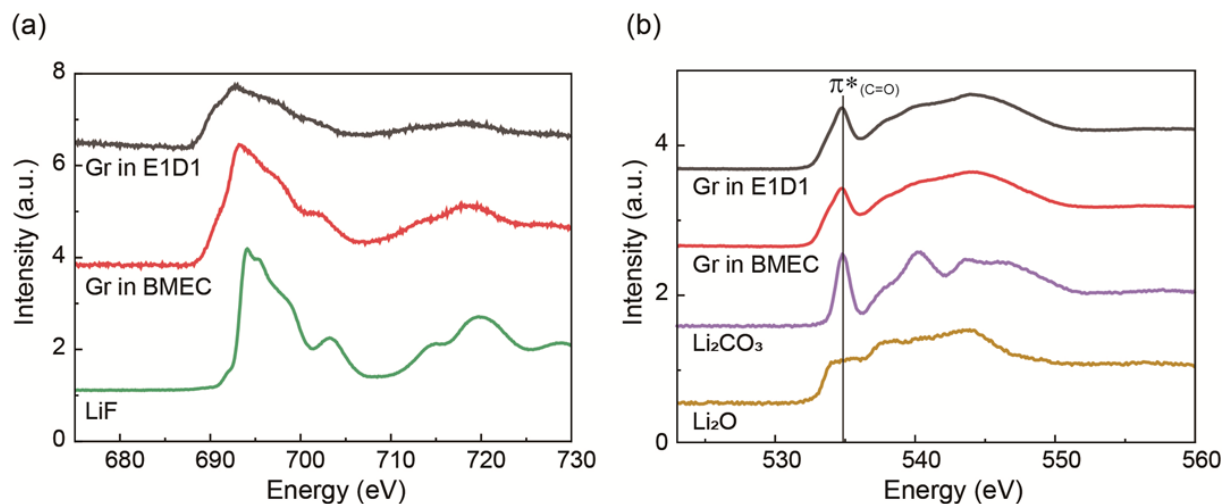 (a)
(b)
8
6
4
2
0
Intensity (a.u.)
Gr in E1D1
Gr in BMEC
LiF
680 690 700 710 720 730
Energy (eV)
4
2
0
Intensity (a.u.)
π*(C=O)
Gr in E1D1
Gr in BMEC
Li₂CO₃
Li₂O
530 540 550 560
Energy (eV)